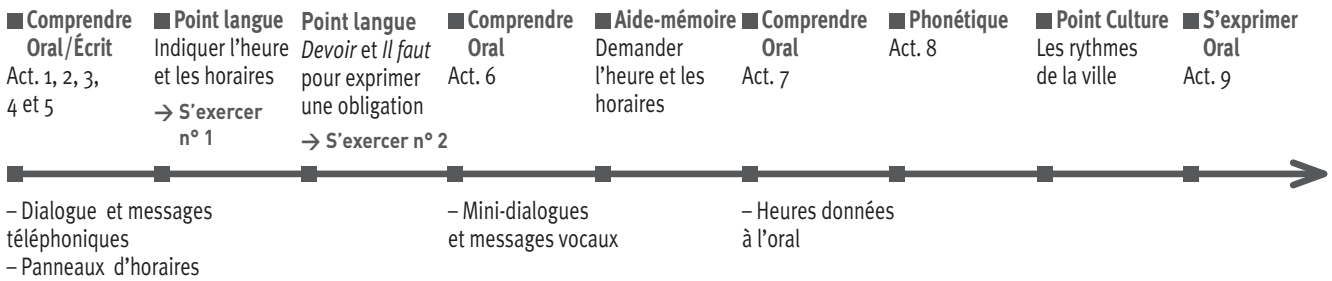 ■ Comprendre
Oral/Écrit
Act. 1, 2, 3,
4 et 5
■ Point langue
Indiquer l’heure
et les horaires
→ S’exercer
n° 1
Point langue
Devoir et Il faut
pour exprimer
une obligation
→ S’exercer n° 2
■ Comprendre
Oral
Act. 6
■ Aide-mémoire
Demander
l’heure et les
horaires
■ Comprendre
Oral
Act. 7
■ Phonétique
Act. 8
■ Point Culture
Les rythmes
de la ville
■ S’exprimer
Oral
Act. 9
– Dialogue et messages
téléphoniques
– Panneaux d’horaires
– Mini-dialogues
et messages vocaux
– Heures données
à l’oral